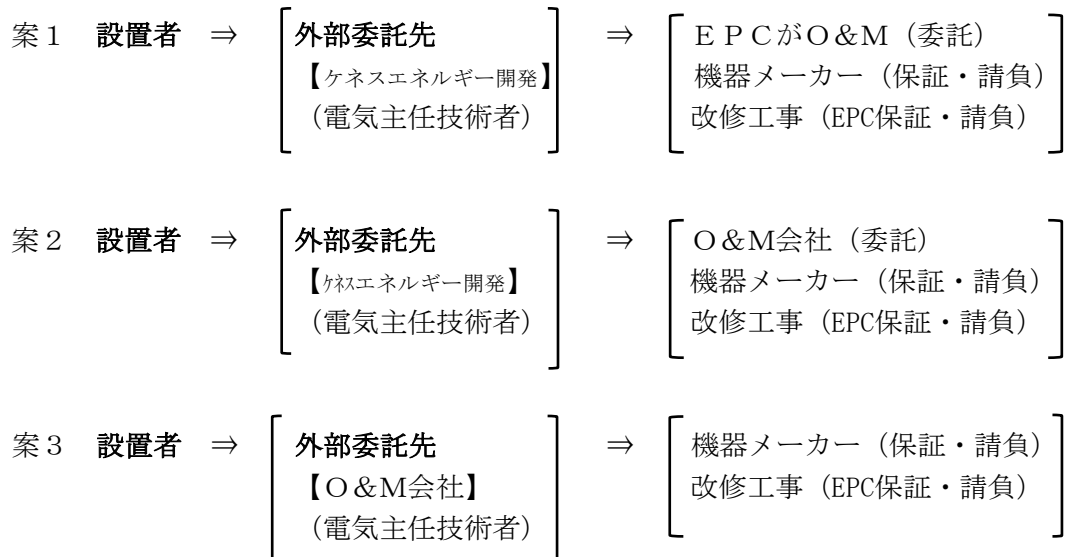 案１　設置者　⇒　外部委託先　⇒　ＥＰＣがＯ＆Ｍ（委託）
【ケネスエネルギー開発】　機器メーカー（保証・請負）
（電気主任技術者）　改修工事（EPC保証・請負）
案２　設置者　⇒　外部委託先　⇒　Ｏ＆Ｍ会社（委託）
【ｹﾈｽエネルギー開発】　機器メーカー（保証・請負）
（電気主任技術者）　改修工事（EPC保証・請負）
案３　設置者　⇒　外部委託先　⇒　機器メーカー（保証・請負）
【Ｏ＆Ｍ会社】　改修工事（EPC保証・請負）
（電気主任技術者）